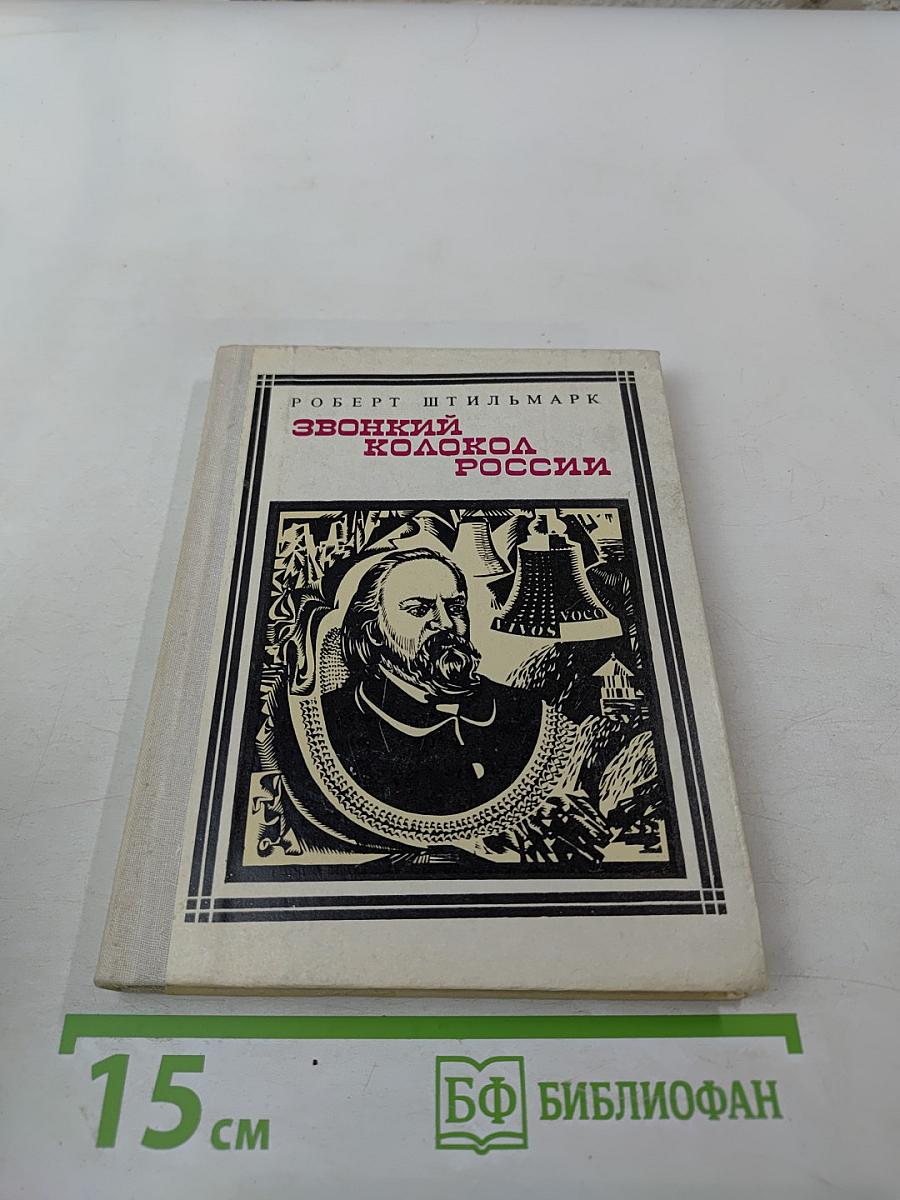 РОБЕРТ ШТИЛЬМАРК
ЗВОНКИЙ
КОЛОКОЛ
РОССИИ
VIVOS VOCO
15 см
БФ БИБЛИОФАН